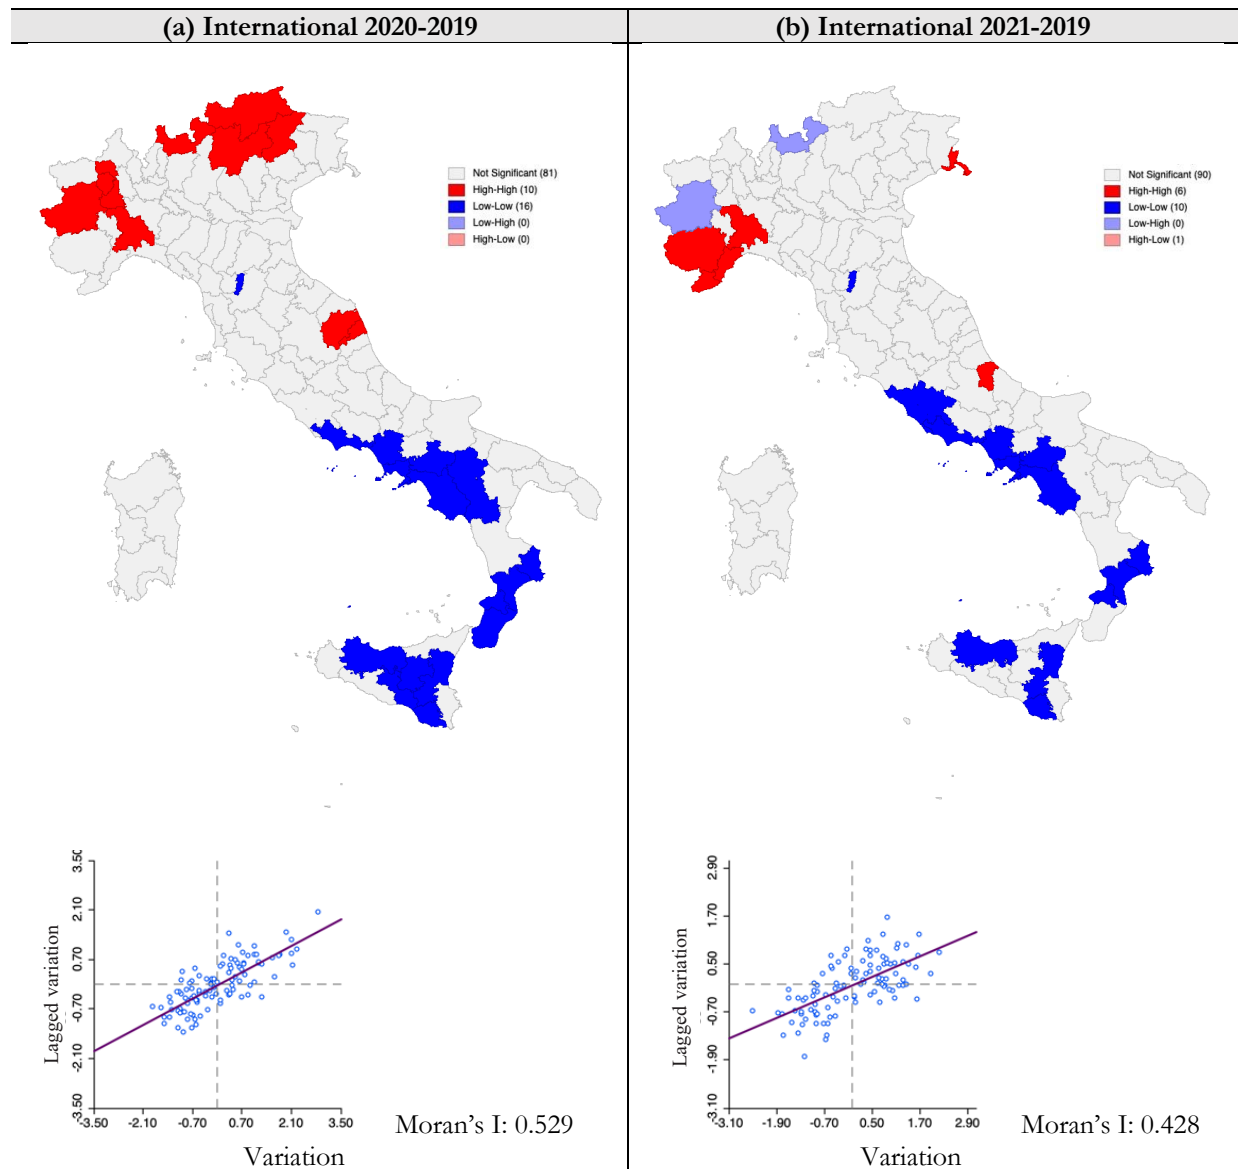 (a) International 2020-2019
(b) International 2021-2019
Not Significant (81)
High-High (10)
Low-Low (16)
Low-High (0)
High-Low (0)
Not Significant (90)
High-High (6)
Low-Low (10)
Low-High (0)
High-Low (1)
3.50
2.10
0.70
-0.70
-2.10
-3.50
Lagged variation
-3.50 -2.10 -0.70 0.70 2.10 3.50
Variation
Moran's I: 0.529
2.90
1.70
0.50
-0.70
-1.90
-3.10
Lagged variation
-3.10 -1.90 -0.70 0.50 1.70 2.90
Variation
Moran's I: 0.428